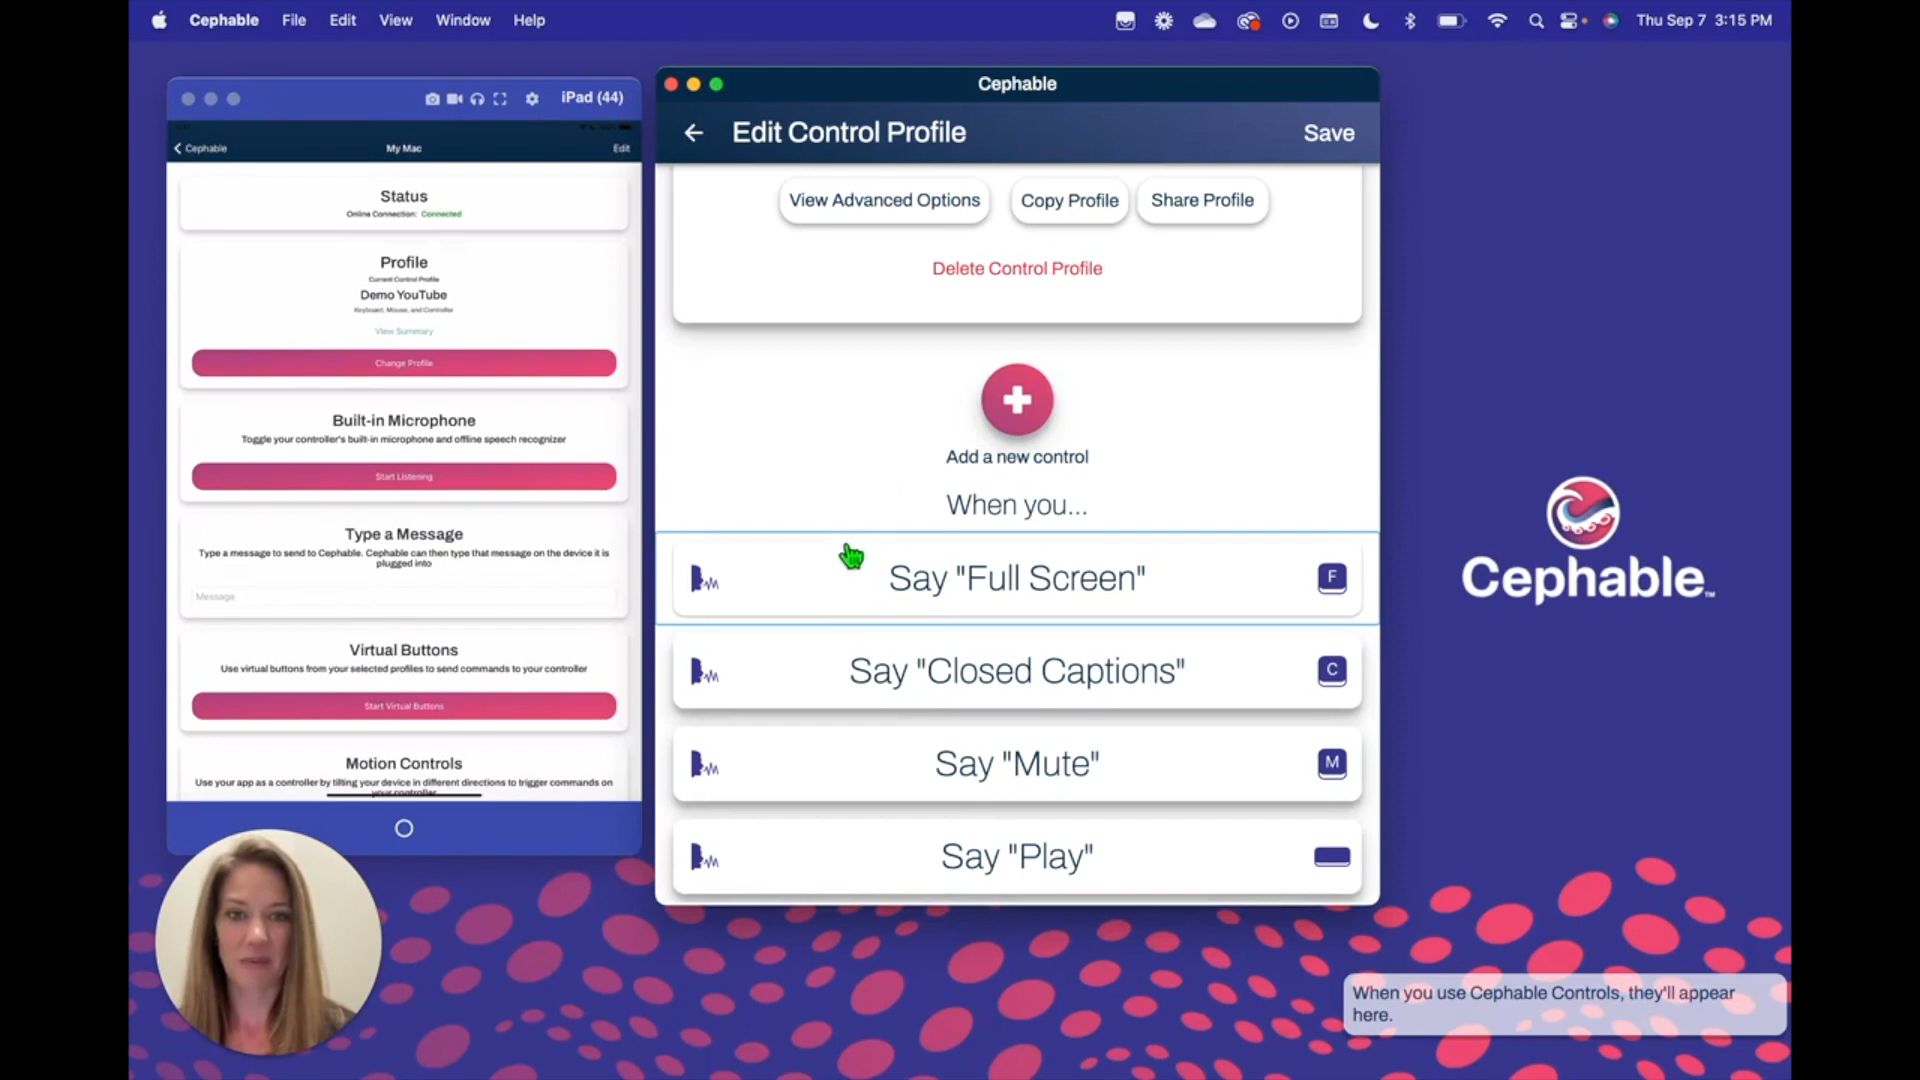 Cephable File Edit View Window Help
Thu Sep 7 3:15 PM
iPad (44)
Cephable
My Mac
Edit
Status
Online Connection: Connected
Profile
Current Control Profile
Demo YouTube
Keyboard, Mouse, and Controller
View Summary
Change Profile
Built-in Microphone
Toggle your controller's built-in microphone and offline speech recognizer
Start Listening
Type a Message
Type a message to send to Cephable. Cephable can then type that message on the device it is
plugged into
Message
Virtual Buttons
Use virtual buttons from your selected profiles to send commands to your controller
Start Virtual Buttons
Motion Controls
Use your app as a controller by tilting your device in different directions to trigger commands on
your controller
Cephable
Edit Control Profile
Save
View Advanced Options
Copy Profile
Share Profile
Delete Control Profile
Add a new control
When you...
Say "Full Screen"
F
Say "Closed Captions"
C
Say "Mute"
M
Say "Play"
Cephable™
When you use Cephable Controls, they'll appear
here.